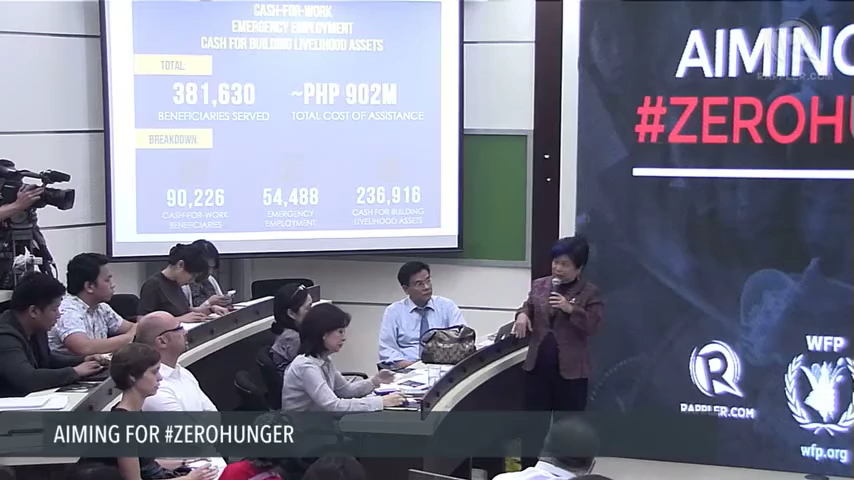 CASH-FOR-WORK
EMERGENCY EMPLOYMENT
CASH FOR BUILDING LIVELIHOOD ASSETS
TOTAL:
381,630
BENEFICIARIES SERVED
~PHP 902M
TOTAL COST OF ASSISTANCE
BREAKDOWN:
90,226
CASH-FOR-WORK
BENEFICIARIES
54,488
EMERGENCY
EMPLOYMENT
236,916
CASH FOR BUILDING
LIVELIHOOD ASSETS
AIMING
RAPPLER.COM
#ZEROHU
R
RAPPLER.COM
WFP
wfp.org
AIMING FOR #ZEROHUNGER